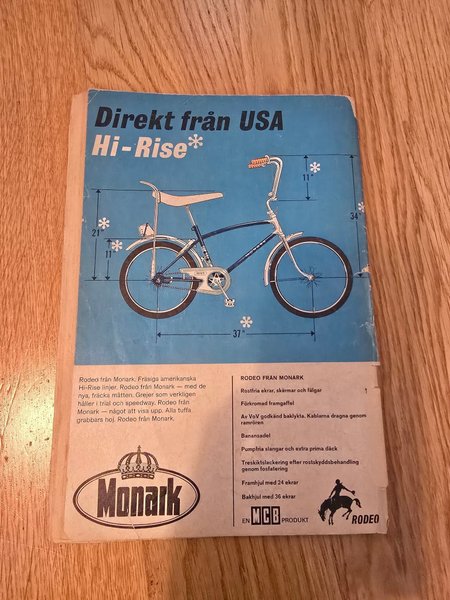 Direkt från USA
Hi-Rise*
11"
34"
21"
11"
37"
Rodeo från Monark. Fräsiga amerikanska
Hi-Rise linjer. Rodeo från Monark — med de
nya, fräcka måtten. Grejer som verkligen
håller i trial och speedway. Rodeo från
Monark — något att visa upp. Alla tuffa
grabbars hoj. Rodeo från Monark.
Monark
RODEO FRÅN MONARK
Rostfria ekrar, skärmar och fälgar
Förkromad framgaffel
Av VoV godkänd baklykta. Kablarna dragna genom
ramrören
Banansadel
Pumpfria slangar och extra prima däck
Treskiktslackering efter rostskyddsbehandling
genom fosfatering
Framhjul med 24 ekrar
Bakhjul med 36 ekrar
EN MCB PRODUKT
RODEO